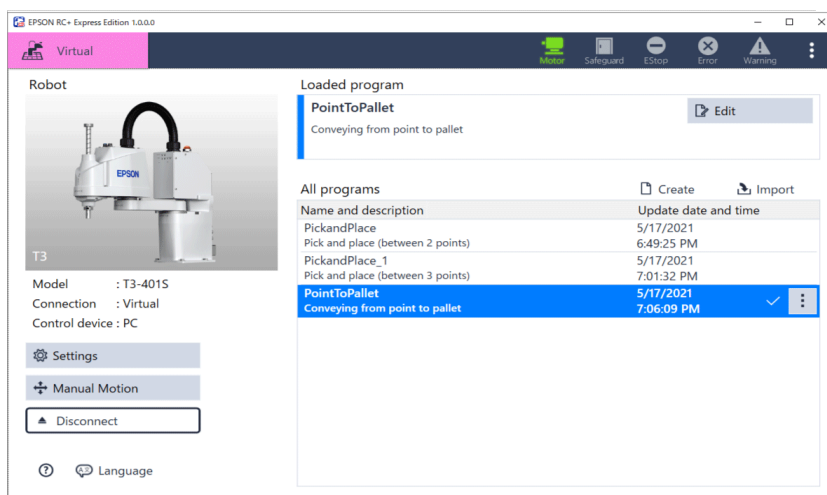 EPSON RC+ Express Edition 1.0.0.0
Virtual
Motor
Safeguard
EStop
Error
Warning
Robot
EPSON
T3
Model : T3-401S
Connection : Virtual
Control device : PC
Settings
Manual Motion
Disconnect
Language
Loaded program
PointToPallet
Conveying from point to pallet
Edit
All programs
Create
Import
Name and description Update date and time
PickandPlace 5/17/2021
Pick and place (between 2 points) 6:49:25 PM
PickandPlace_1 5/17/2021
Pick and place (between 3 points) 7:01:32 PM
PointToPallet 5/17/2021
Conveying from point to pallet 7:06:09 PM